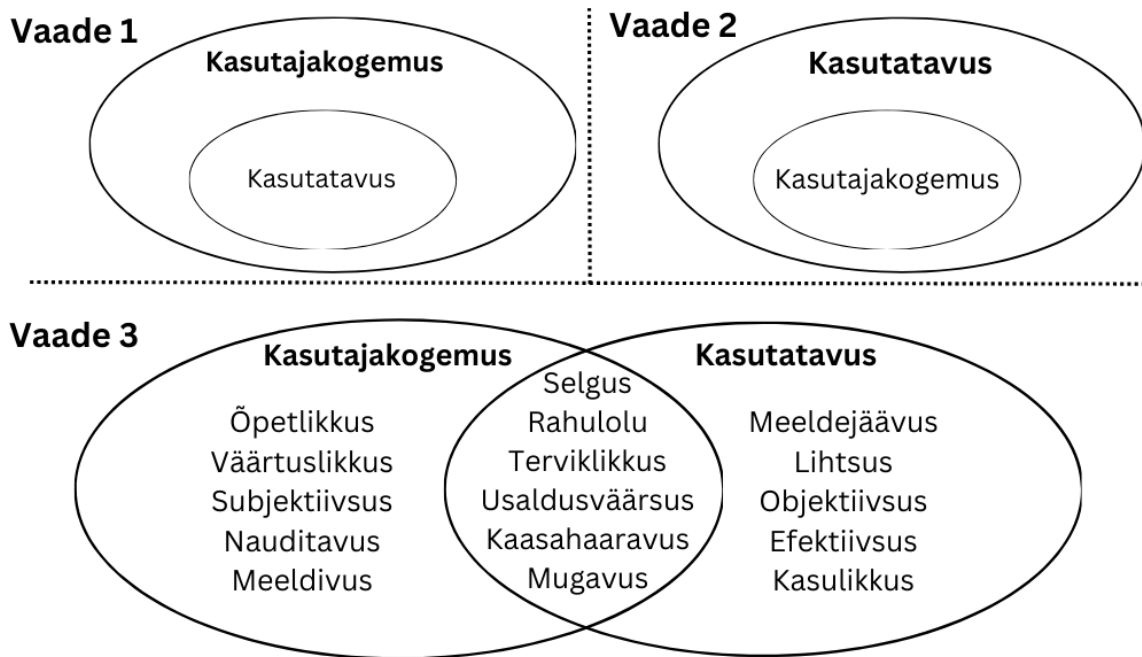 Vaade 1
Kasutajakogemus
Kasutatavus
Vaade 2
Kasutatavus
Kasutajakogemus
Vaade 3
Kasutajakogemus
Õpetlikkus
Väärtuslikkus
Subjektiivsus
Nauditavus
Meeldivus
Selgus
Rahulolu
Terviklikkus
Usaldusväärsus
Kaasahaaravus
Mugavus
Kasutatavus
Meeldejäävus
Lihtsus
Objektiivsus
Efektiivsus
Kasulikkus